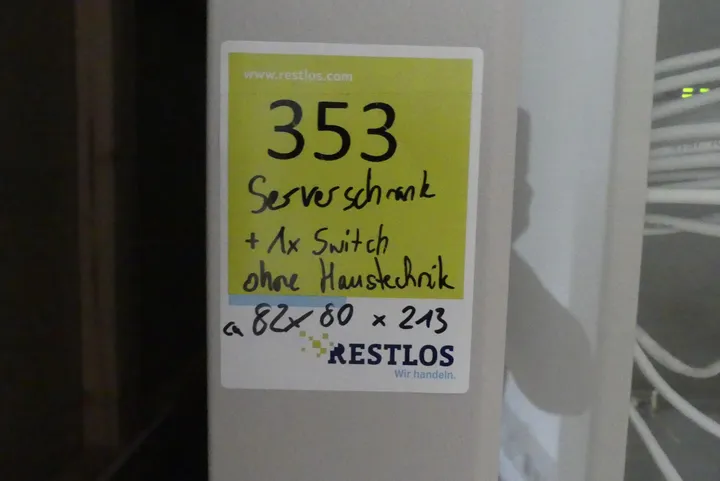 www.restlos.com
353
Serverschrank
+ 1x Switch
ohne Haustechnik
ca 82x80 x 213
RESTLOS
Wir handeln.